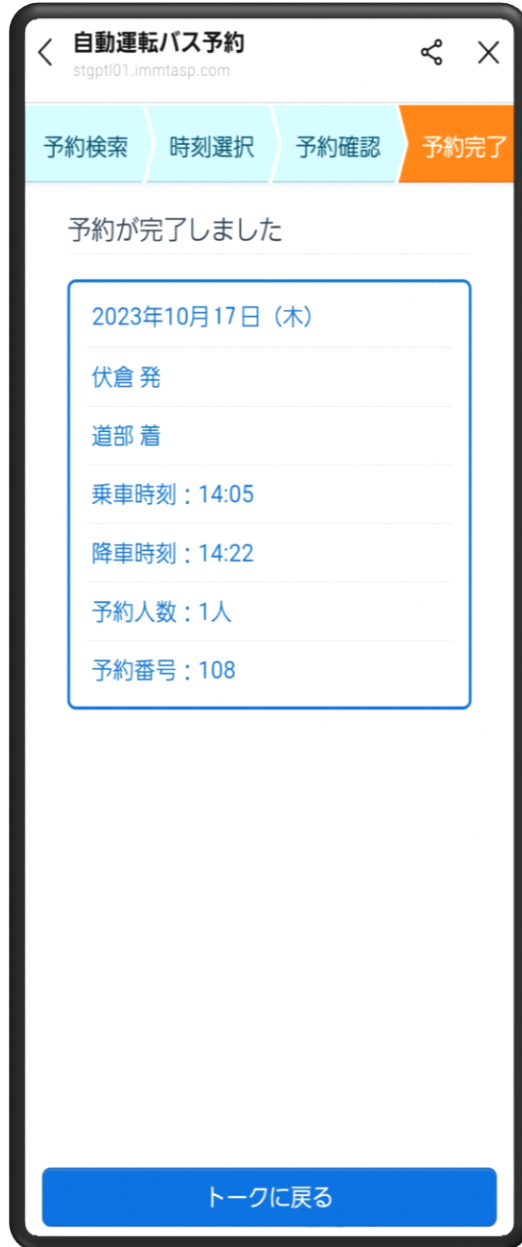 自動運転バス予約
stgptl01.immtasp.com
予約検索 時刻選択 予約確認 予約完了
予約が完了しました
2023年10月17日（木）
伏倉 発
道部 着
乗車時刻：14:05
降車時刻：14:22
予約人数：1人
予約番号：108
トークに戻る